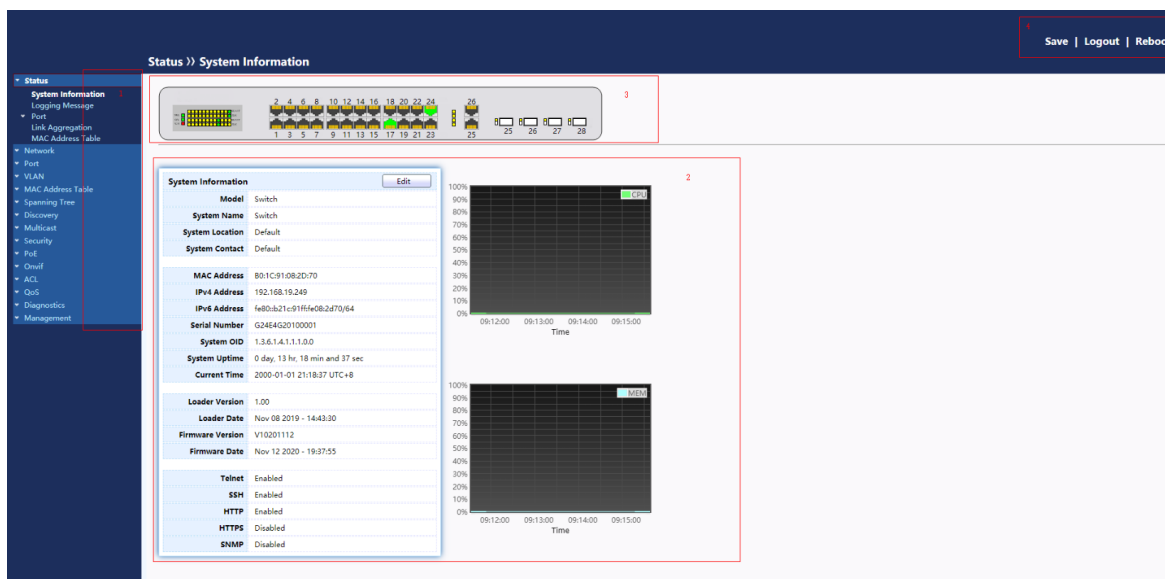 4
Save | Logout | Reboo
Status 》 System Information
Status
System Information 1
Logging Message
Port
Link Aggregation
MAC Address Table
Network
Port
VLAN
MAC Address Table
Spanning Tree
Discovery
Multicast
Security
PoE
Onvif
ACL
QoS
Diagnostics
Management
3
2 4 6 8 10 12 14 16 18 20 22 24 26
1 3 5 7 9 11 13 15 17 19 21 23 25
25 26 27 28
2
System Information Edit
Model Switch
System Name Switch
System Location Default
System Contact Default
MAC Address B0:1C:91:08:2D:70
IPv4 Address 192.168.19.249
IPv6 Address fe80::b21c:91ff:fe08:2d70/64
Serial Number G24E4G20100001
System OID 1.3.6.1.4.1.1.1.0.0
System Uptime 0 day, 13 hr, 18 min and 37 sec
Current Time 2000-01-01 21:18:37 UTC+8
Loader Version 1.00
Loader Date Nov 08 2019 - 14:43:30
Firmware Version V10201112
Firmware Date Nov 12 2020 - 19:37:55
Telnet Enabled
SSH Enabled
HTTP Enabled
HTTPS Disabled
SNMP Disabled
CPU
100%
90%
80%
70%
60%
50%
40%
30%
20%
10%
0%
09:12:00 09:13:00 09:14:00 09:15:00
Time
MEM
100%
90%
80%
70%
60%
50%
40%
30%
20%
10%
0%
09:12:00 09:13:00 09:14:00 09:15:00
Time